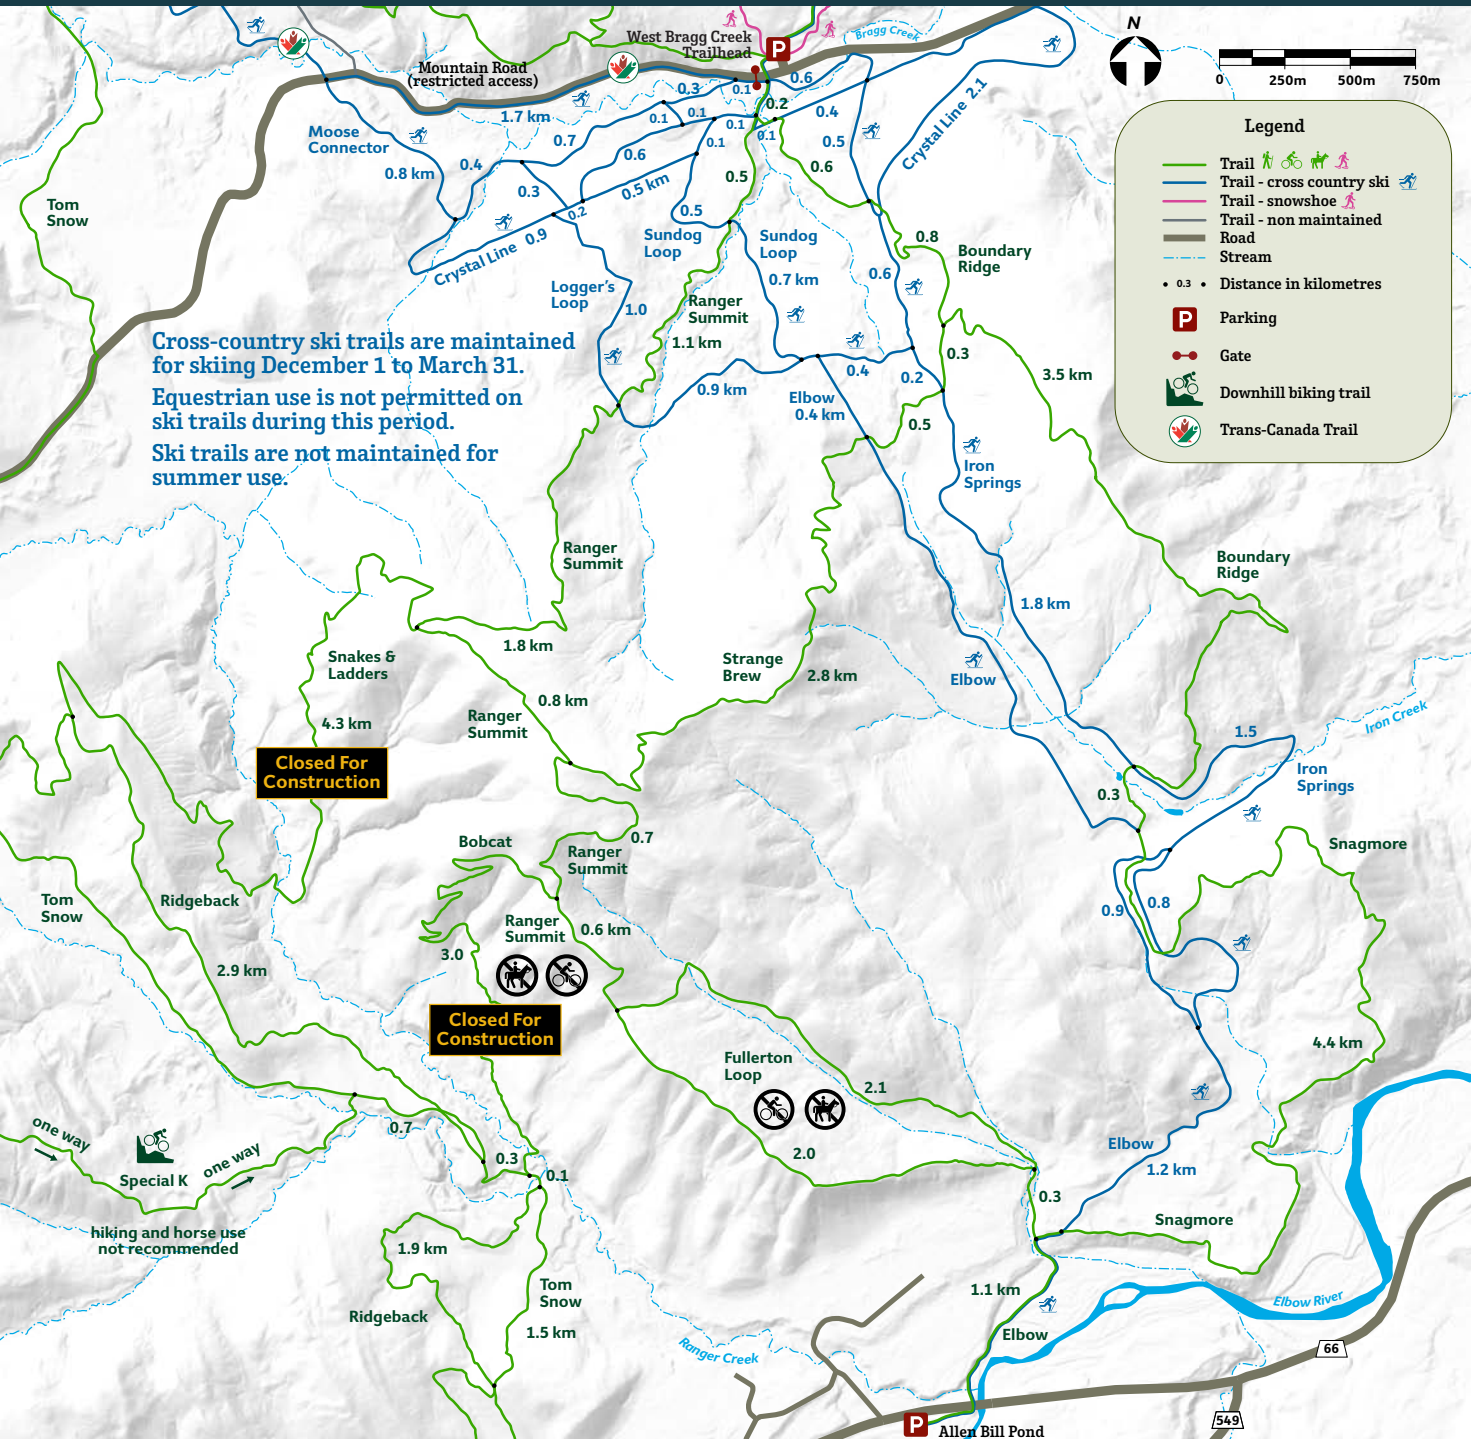 West Bragg Creek
Trailhead
P
Bragg Creek
N
0
250m
500m
750m
Mountain Road
(restricted access)
0.6
0.3
0.1
0.2
0.4
Crystal Line 2.1
1.7 km
0.1
0.1
0.1
0.1
0.5
Moose
Connector
0.7
0.6
0.1
0.8 km
0.4
0.3
0.5 km
0.5
0.6
Tom
Snow
0.2
0.5
Crystal Line 0.9
Sundog
Loop
Sundog
Loop
0.8
Boundary
Ridge
0.7 km
0.6
Logger's
Loop
1.0
Ranger
Summit
1.1 km
0.3
3.5 km
0.4
0.2
0.9 km
Elbow
0.4 km
0.5
Legend
Trail
Trail - cross country ski
Trail - snowshoe
Trail - non maintained
Road
Stream
0.3
Distance in kilometres
P
Parking
Gate
Downhill biking trail
Trans-Canada Trail
Cross-country ski trails are maintained
for skiing December 1 to March 31.
Equestrian use is not permitted on
ski trails during this period.
Ski trails are not maintained for
summer use.
Iron
Springs
Ranger
Summit
Boundary
Ridge
1.8 km
1.8 km
Snakes &
Ladders
4.3 km
Strange
Brew
2.8 km
Elbow
0.8 km
Ranger
Summit
Closed For
Construction
Iron Creek
1.5
Iron
Springs
0.3
Bobcat
0.7
Ranger
Summit
Snagmore
Tom
Snow
Ridgeback
0.9
0.8
Ranger
Summit
0.6 km
3.0
2.9 km
Closed For
Construction
4.4 km
Fullerton
Loop
2.1
2.0
one way
Special K
one way
0.7
0.3
0.1
Elbow
1.2 km
0.3
hiking and horse use
not recommended
Snagmore
1.9 km
Ridgeback
Tom
Snow
1.5 km
1.1 km
Elbow
Elbow River
Ranger Creek
66
549
P
Allen Bill Pond